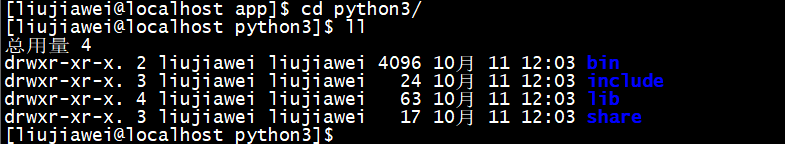 [liujiawei@localhost app]$ cd python3/
[liujiawei@localhost python3]$ ll
总用量 4
drwxr-xr-x. 2 liujiawei liujiawei 4096 10月 11 12:03 bin
drwxr-xr-x. 3 liujiawei liujiawei   24 10月 11 12:03 include
drwxr-xr-x. 4 liujiawei liujiawei   63 10月 11 12:03 lib
drwxr-xr-x. 3 liujiawei liujiawei   17 10月 11 12:03 share
[liujiawei@localhost python3]$